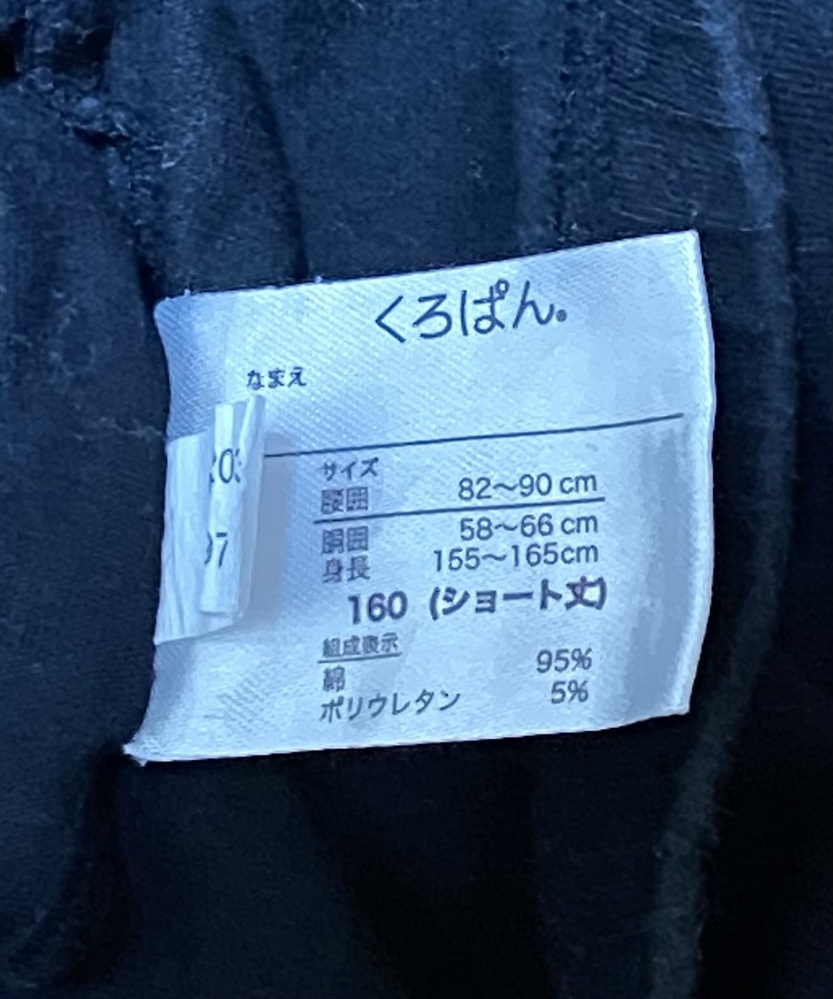 くろぱん。
なまえ
サイズ
腰囲 82〜90 cm
胴囲 58〜66 cm
身長 155〜165cm
160 (ショート丈)
組成表示
綿 95%
ポリウレタン 5%